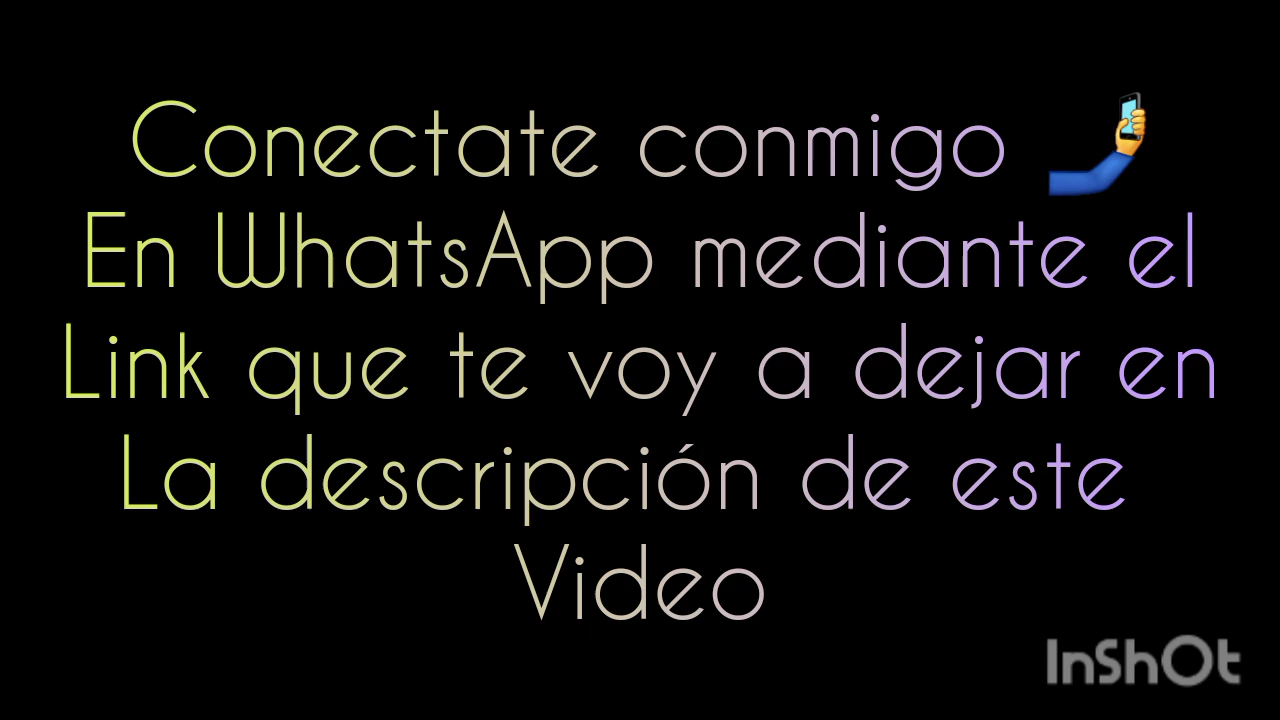 Conectate conmigo 🤳
En WhatsApp mediante el
Link que te voy a dejar en
La descripción de este
Video
InShOt